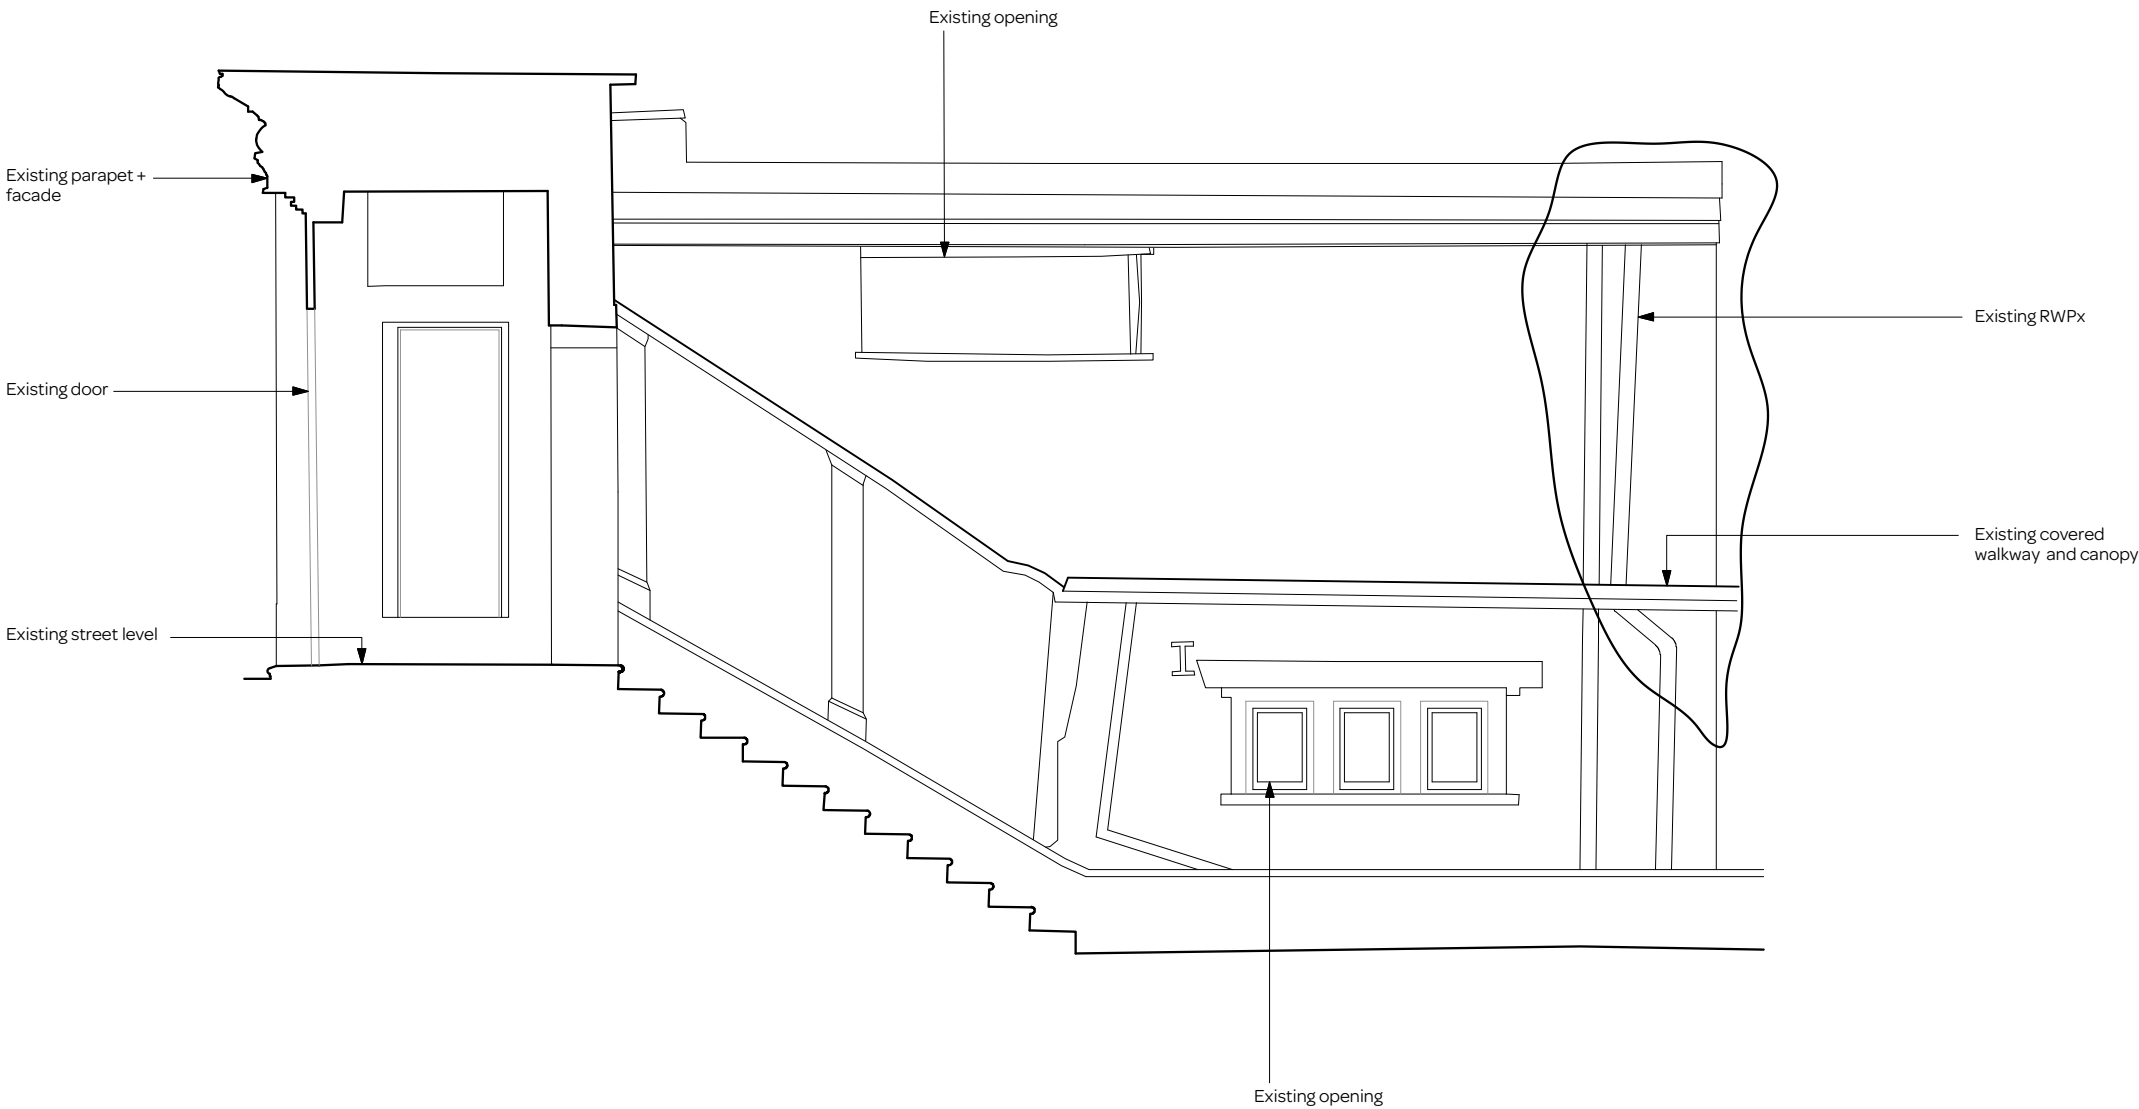 Existing opening
Existing parapet +
facade
Existing RWPx
Existing door
Existing covered
walkway and canopy
Existing street level
Existing opening